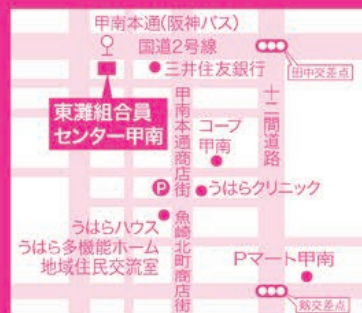 甲南本通(阪神バス)
国道2号線
三井住友銀行
田中交差点
東灘組合員
センター甲南
甲南本通商店街
コープ
甲南
十二間道路
P
うはらクリニック
うはらハウス
うはら多機能ホーム
地域住民交流室
魚崎北町商店街
Pマート甲南